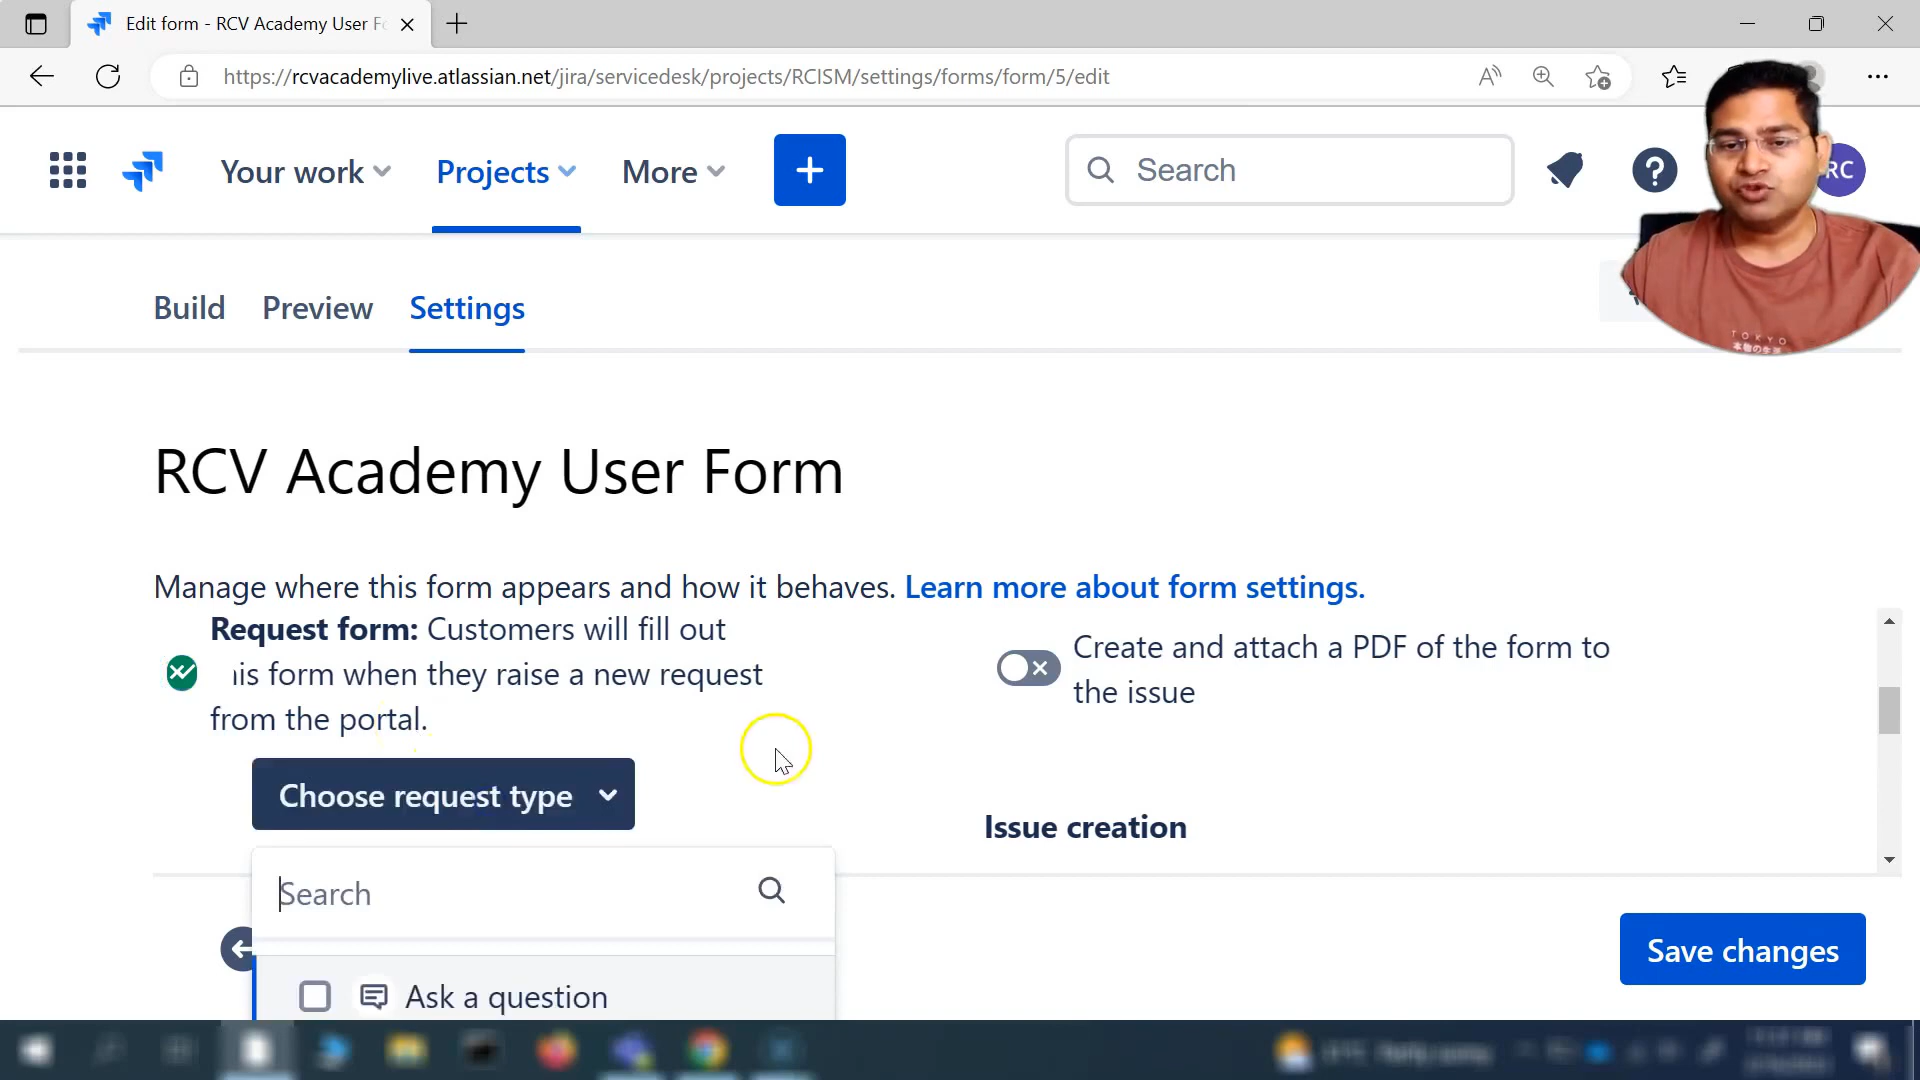 Edit form - RCV Academy User Fo
https://rcvacademylive.atlassian.net/jira/servicedesk/projects/RCISM/settings/forms/form/5/edit
Your work
Projects
More
Search
RC
Build
Preview
Settings
TOKYO
RCV Academy User Form
Manage where this form appears and how it behaves. Learn more about form settings.
Request form: Customers will fill out
is form when they raise a new request
from the portal.
Create and attach a PDF of the form to
the issue
Choose request type
Issue creation
Search
Save changes
Ask a question